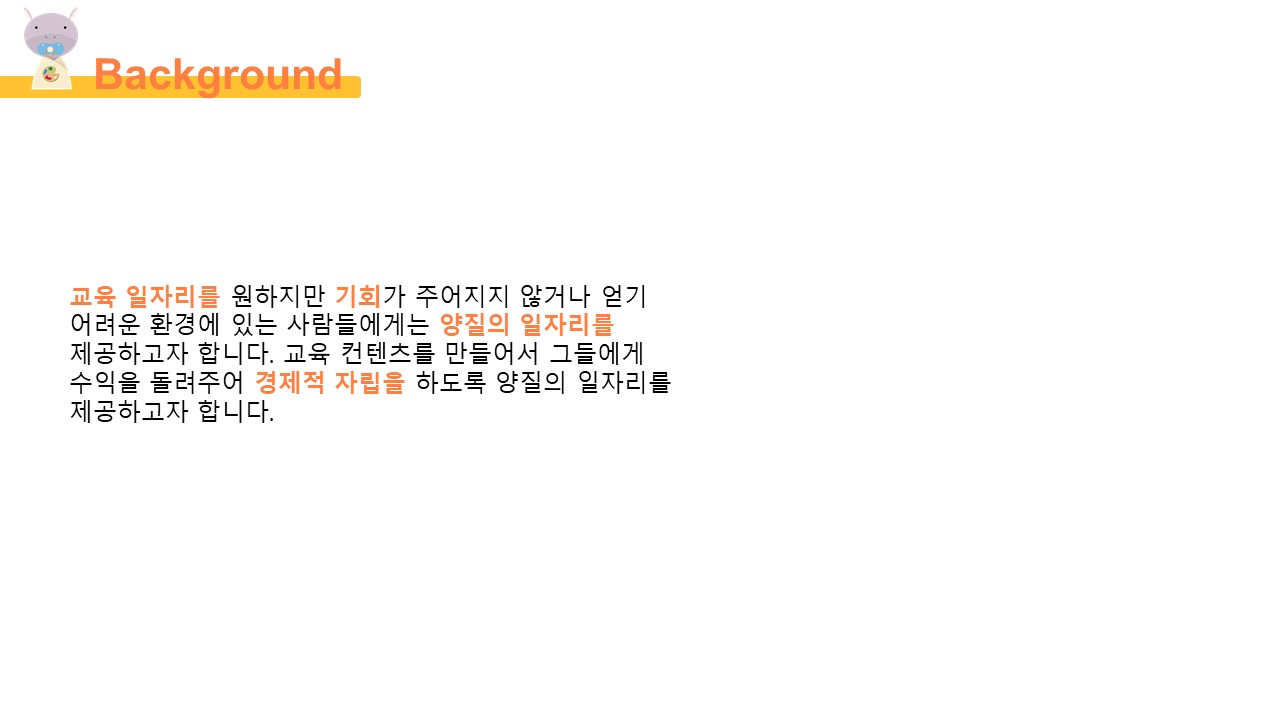 Background
교육 일자리를 원하지만 기회가 주어지지 않거나 얻기
어려운 환경에 있는 사람들에게는 양질의 일자리를
제공하고자 합니다. 교육 컨텐츠를 만들어서 그들에게
수익을 돌려주어 경제적 자립을 하도록 양질의 일자리를
제공하고자 합니다.